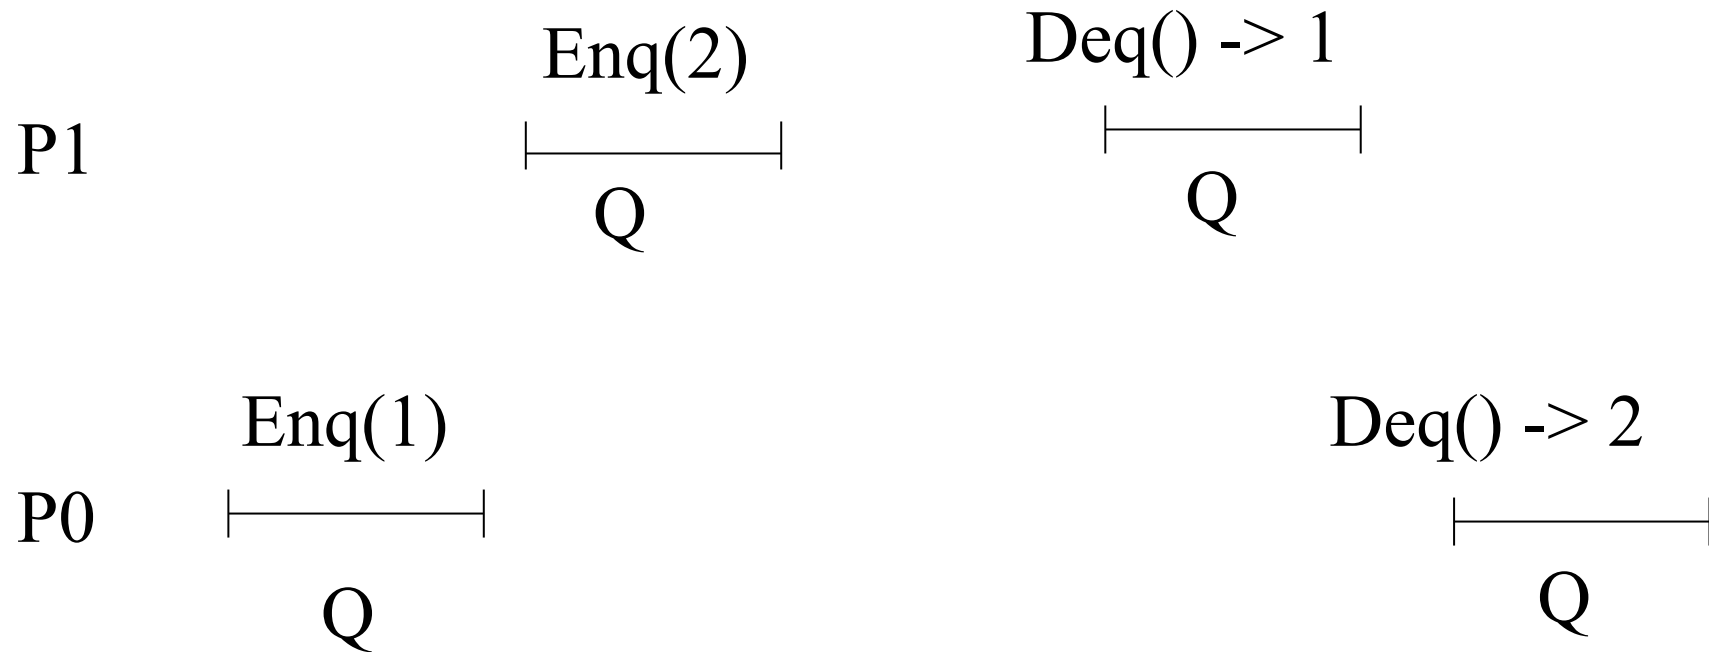 Enq(2) Deq() -> 1
P1
Q Q
Enq(1) Deq() -> 2
P0
Q Q